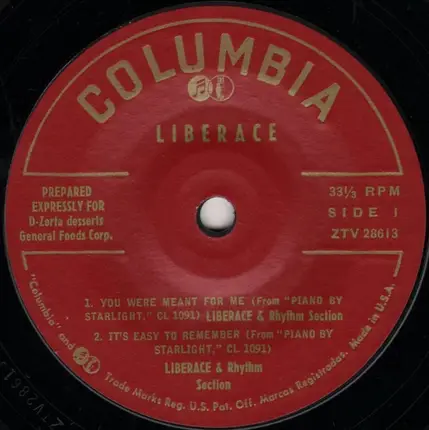 COLUMBIA
LIBERACE
PREPARED
EXPRESSLY FOR
D-Zerta desserts
General Foods Corp.
33⅓ RPM
SIDE 1
ZTV 28613
1. YOU WERE MEANT FOR ME (From "PIANO BY
STARLIGHT," CL 1091) LIBERACE & Rhythm Section
2. IT'S EASY TO REMEMBER (From "PIANO BY
STARLIGHT," CL 1091)
LIBERACE & Rhythm
Section
"Columbia" and Trade Marks Reg. U.S. Pat. Off. Marcas Registradas. Made in U.S.A.
ZTV2861